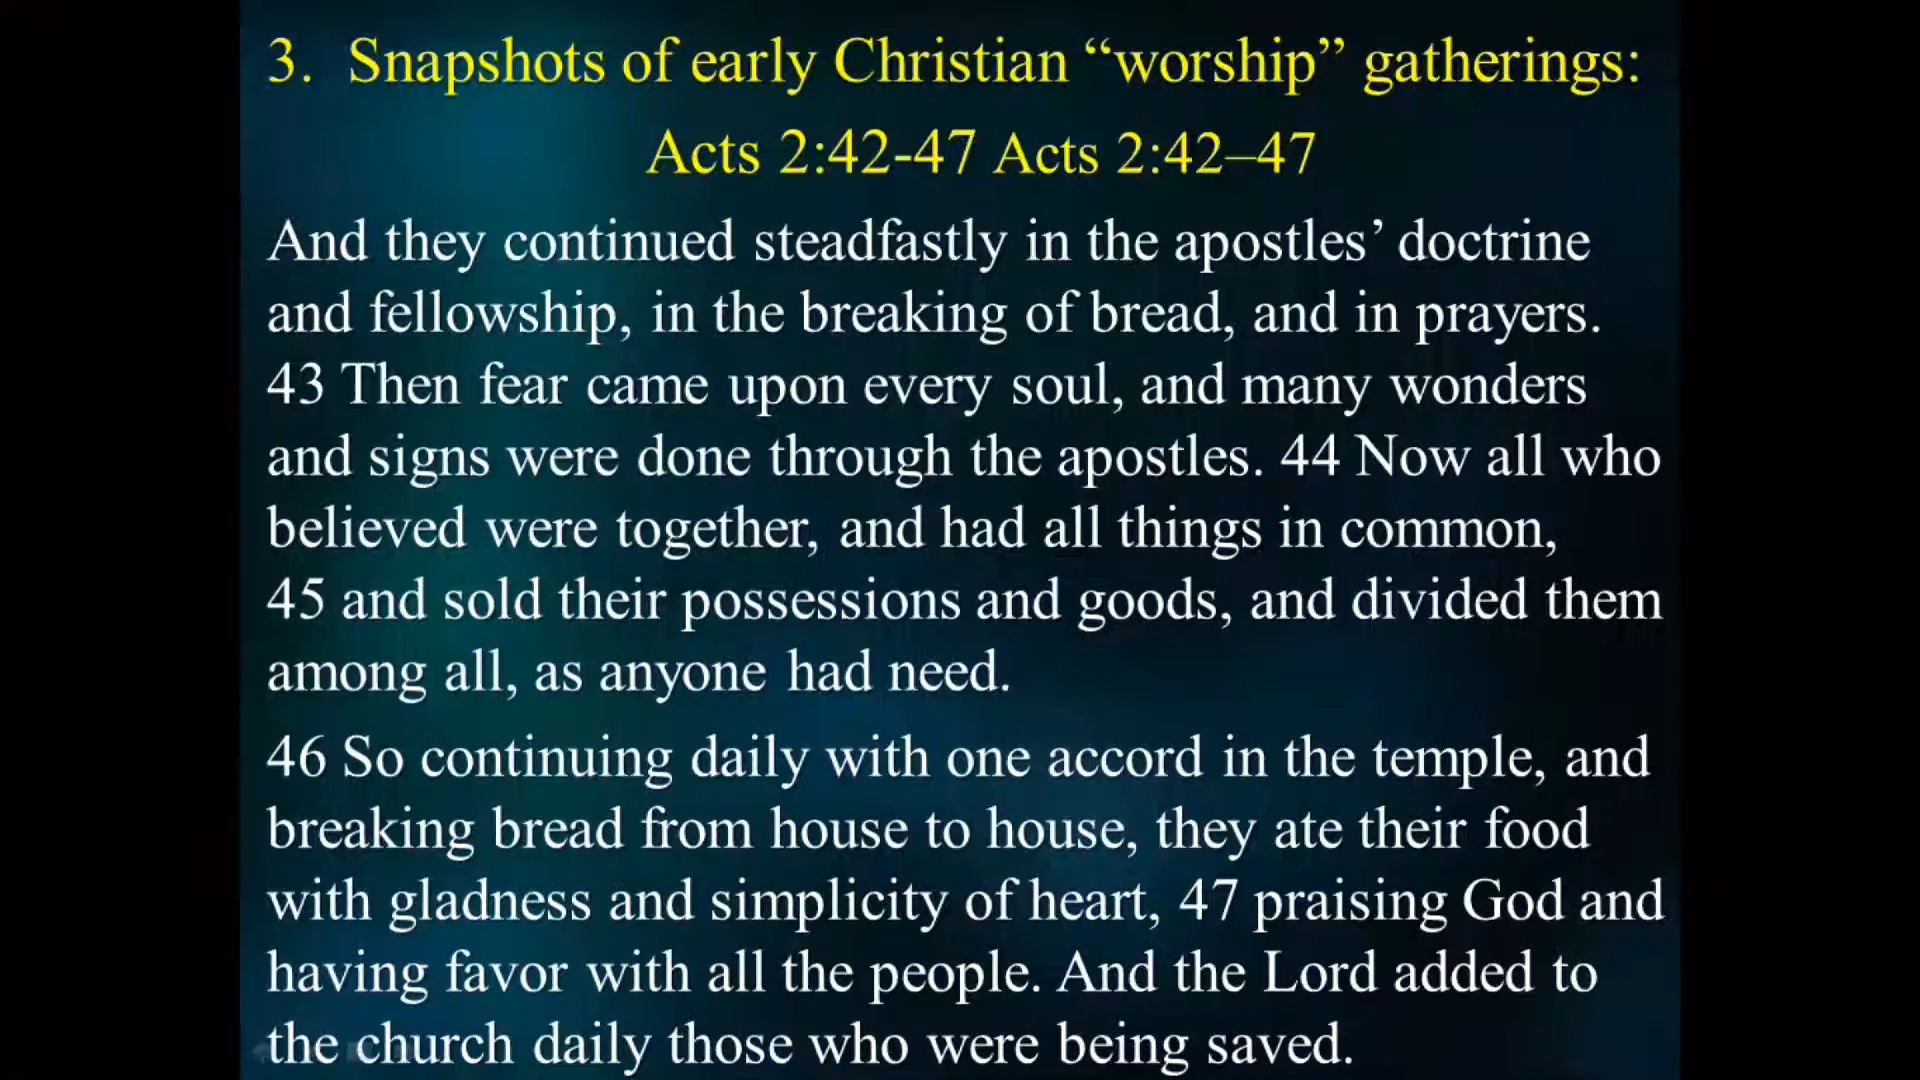 3. Snapshots of early Christian “worship” gatherings:
Acts 2:42-47 Acts 2:42–47
And they continued steadfastly in the apostles’ doctrine
and fellowship, in the breaking of bread, and in prayers.
43 Then fear came upon every soul, and many wonders
and signs were done through the apostles. 44 Now all who
believed were together, and had all things in common,
45 and sold their possessions and goods, and divided them
among all, as anyone had need.
46 So continuing daily with one accord in the temple, and
breaking bread from house to house, they ate their food
with gladness and simplicity of heart, 47 praising God and
having favor with all the people. And the Lord added to
the church daily those who were being saved.